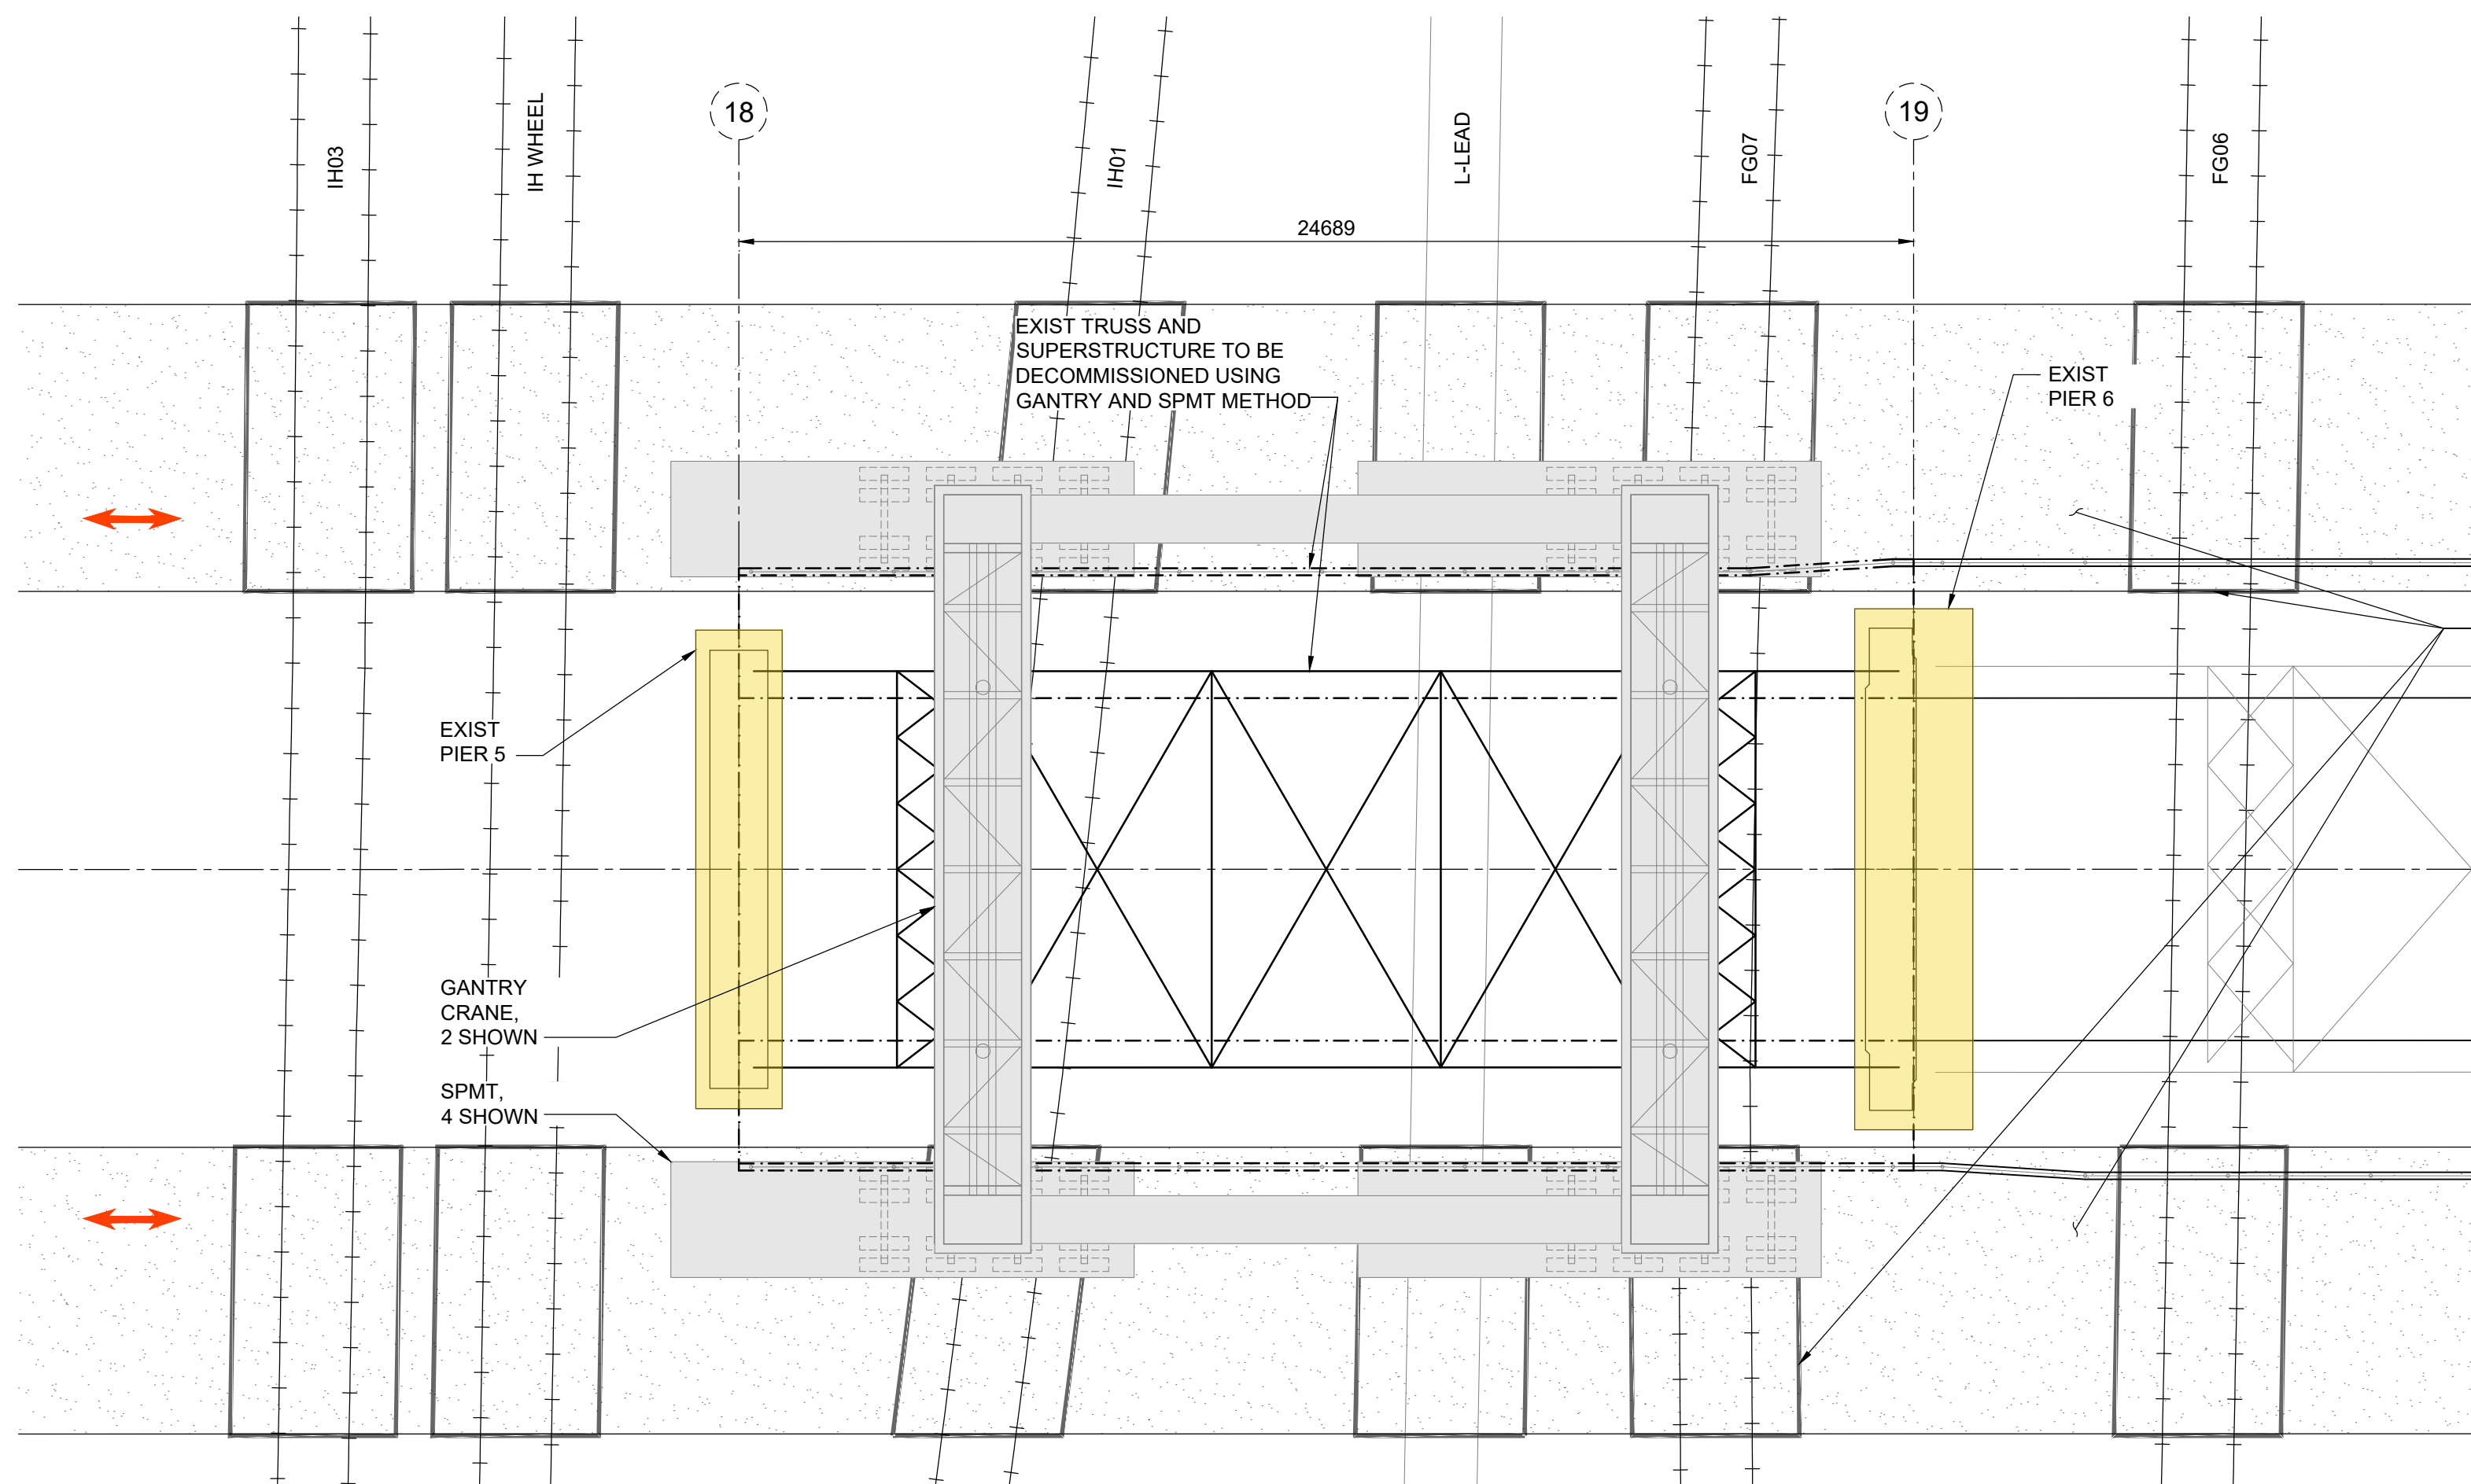 18
19
IH03
IH WHEEL
IH01
L-LEAD
FG07
FG06
24689
EXIST TRUSS AND
SUPERSTRUCTURE TO BE
DECOMMISSIONED USING
GANTRY AND SPMT METHOD
EXIST
PIER 6
EXIST
PIER 5
GANTRY
CRANE,
2 SHOWN
SPMT,
4 SHOWN